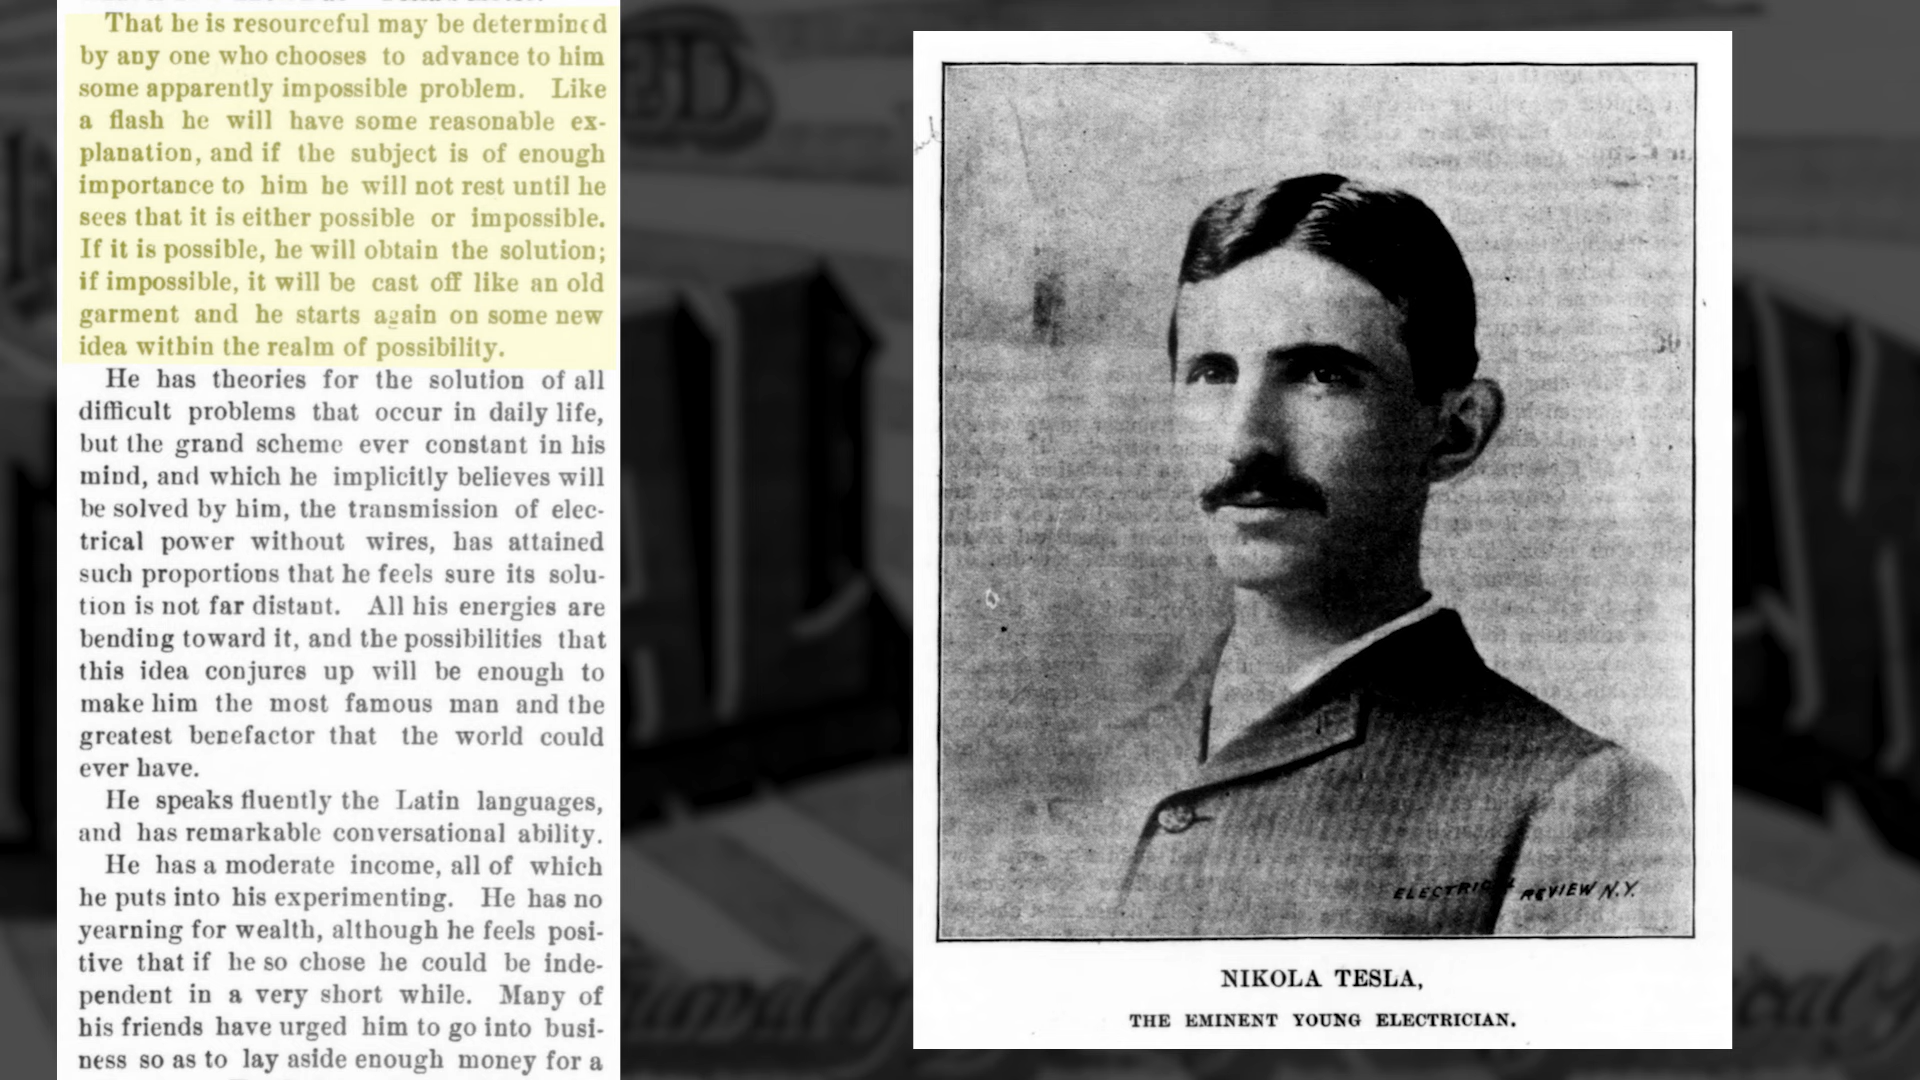 That he is resourceful may be determined
by any one who chooses to advance to him
some apparently impossible problem. Like
a flash he will have some reasonable ex-
planation, and if the subject is of enough
importance to him he will not rest until he
sees that it is either possible or impossible.
If it is possible, he will obtain the solution;
if impossible, it will be cast off like an old
garment and he starts again on some new
idea within the realm of possibility.
He has theories for the solution of all
difficult problems that occur in daily life,
but the grand scheme ever constant in his
mind, and which he implicitly believes will
be solved by him, the transmission of elec-
trical power without wires, has attained
such proportions that he feels sure its solu-
tion is not far distant. All his energies are
bending toward it, and the possibilities that
this idea conjures up will be enough to
make him the most famous man and the
greatest benefactor that the world could
ever have.
He speaks fluently the Latin languages,
and has remarkable conversational ability.
He has a moderate income, all of which
he puts into his experimenting. He has no
yearning for wealth, although he feels posi-
tive that if he so chose he could be inde-
pendent in a very short while. Many of
his friends have urged him to go into busi-
ness so as to lay aside enough money for a
ELECTRICAL REVIEW N.Y.
NIKOLA TESLA,
THE EMINENT YOUNG ELECTRICIAN.